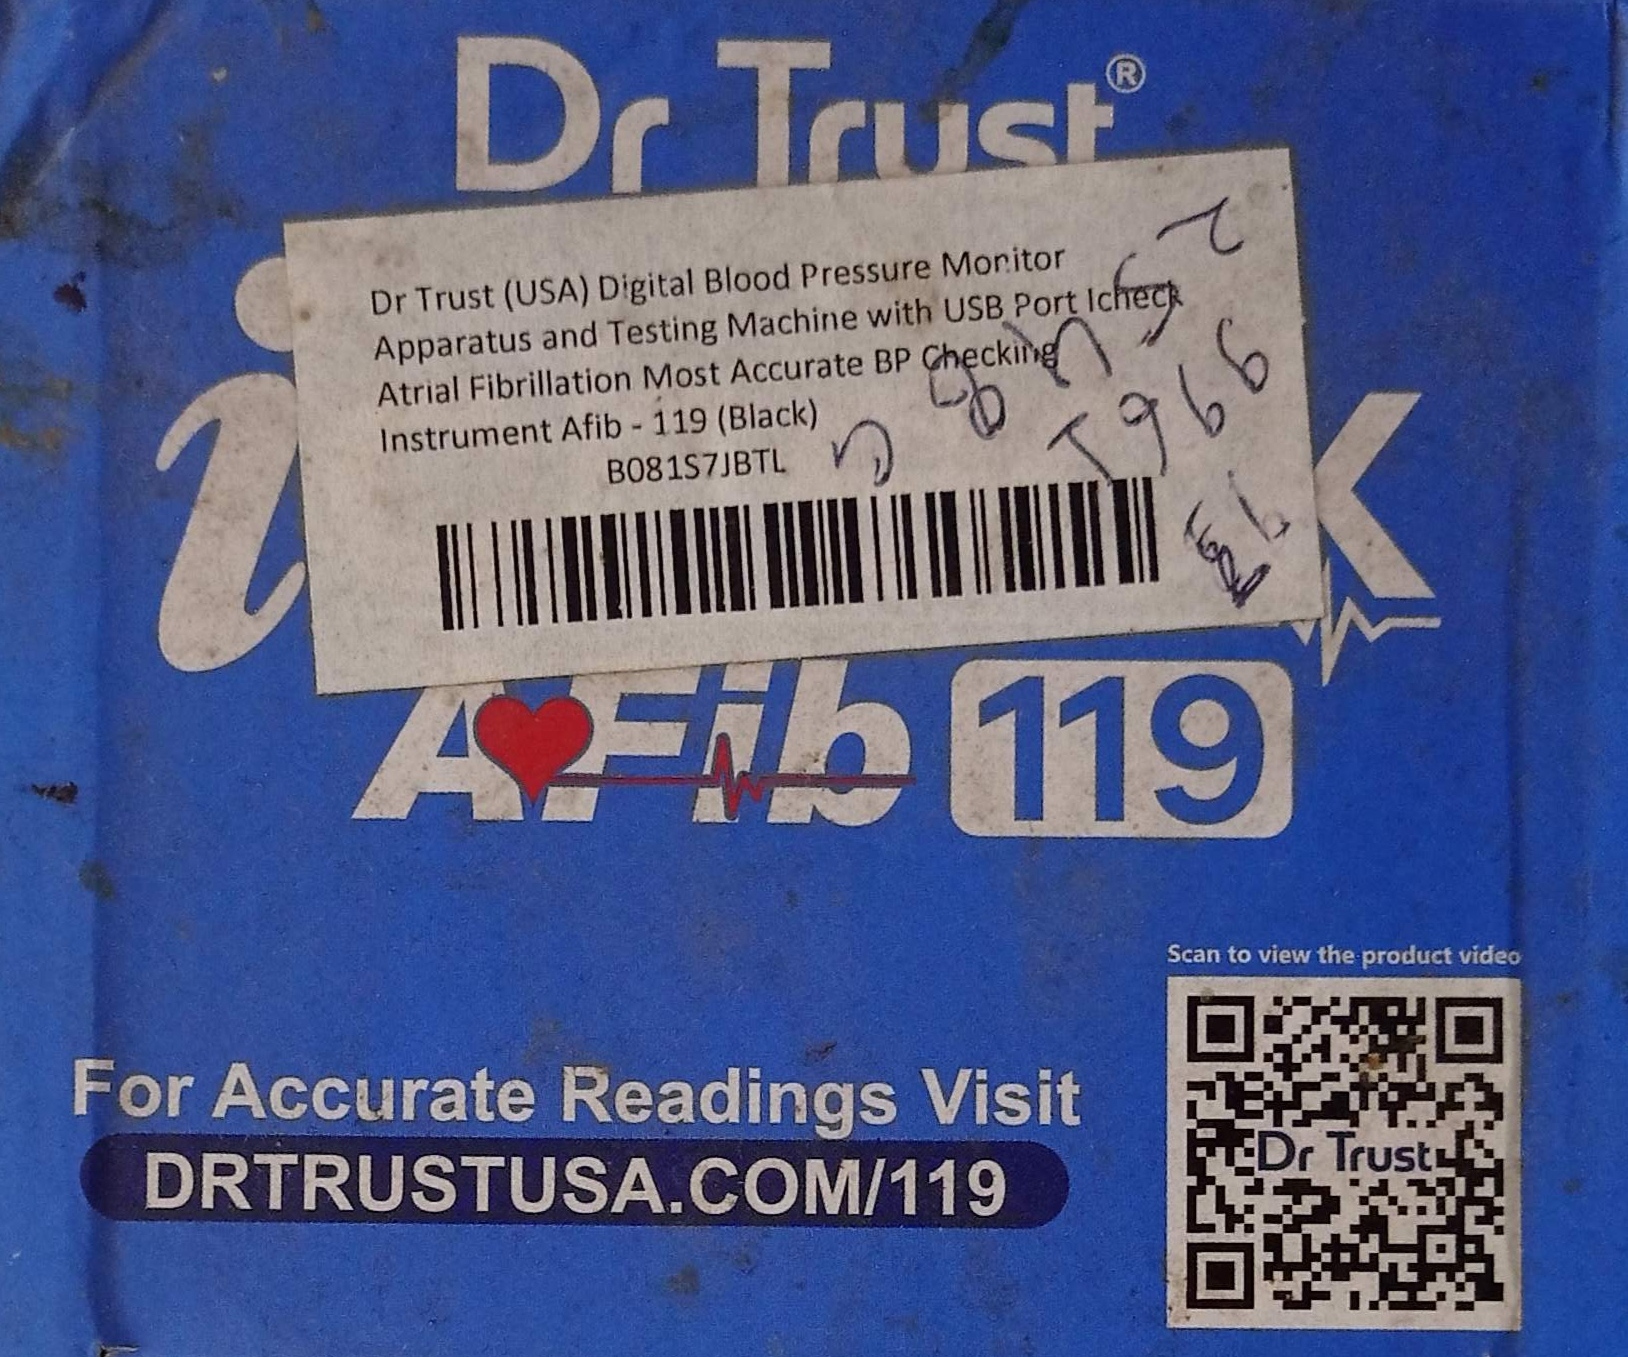 Dr Trust®
Dr Trust (USA) Digital Blood Pressure Monitor
Apparatus and Testing Machine with USB Port Icheck
Atrial Fibrillation Most Accurate BP Checking
Instrument Afib - 119 (Black)
B081S7JBTL
T966
i K
AFib 119
Scan to view the product video
Dr Trust
For Accurate Readings Visit
DRTRUSTUSA.COM/119